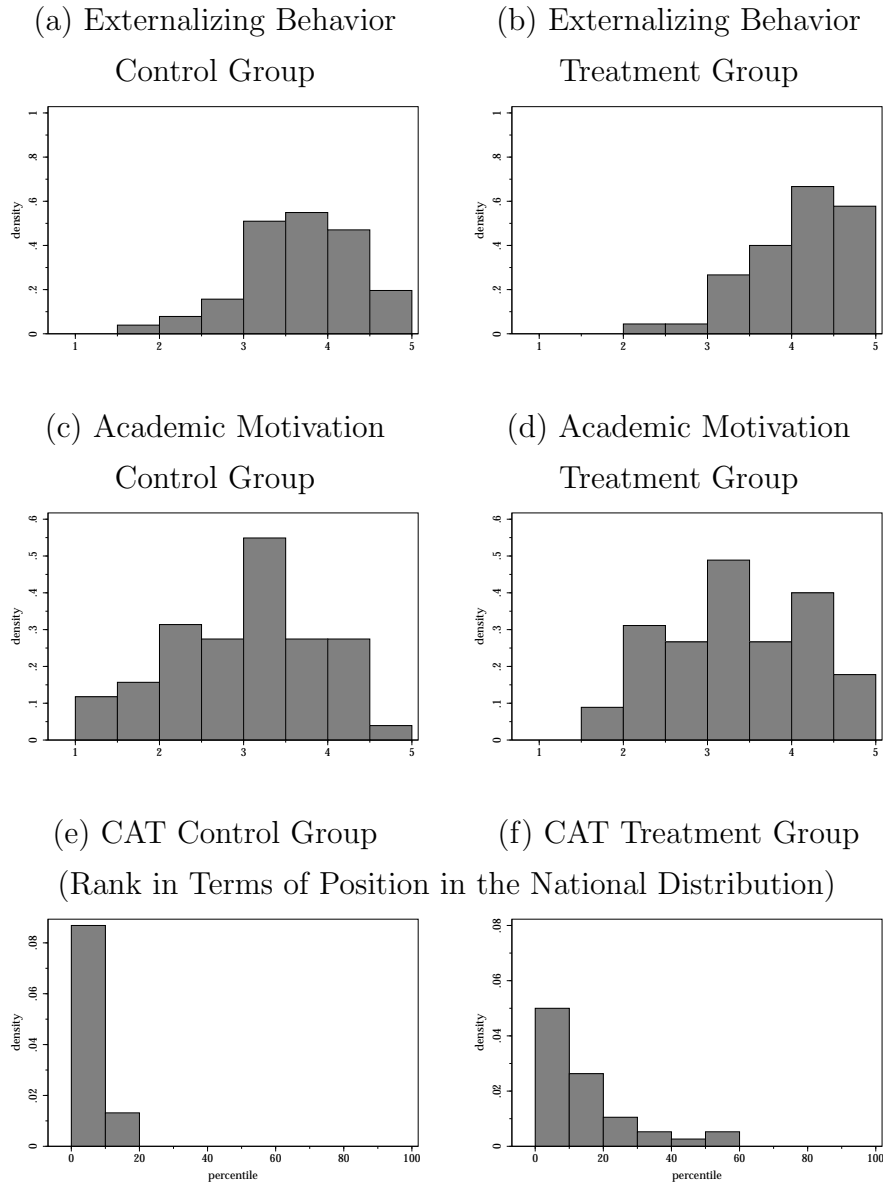 (a) Externalizing Behavior
Control Group
(b) Externalizing Behavior
Treatment Group
density
0
.2
.4
.6
.8
1
1 2 3 4 5
density
0
.2
.4
.6
.8
1
1 2 3 4 5
(c) Academic Motivation
Control Group
(d) Academic Motivation
Treatment Group
density
0
.1
.2
.3
.4
.5
.6
1 2 3 4 5
density
0
.1
.2
.3
.4
.5
.6
1 2 3 4 5
(e) CAT Control Group
(f) CAT Treatment Group
(Rank in Terms of Position in the National Distribution)
density
0
.02
.04
.06
.08
0 20 40 60 80 100
percentile
density
0
.02
.04
.06
.08
0 20 40 60 80 100
percentile